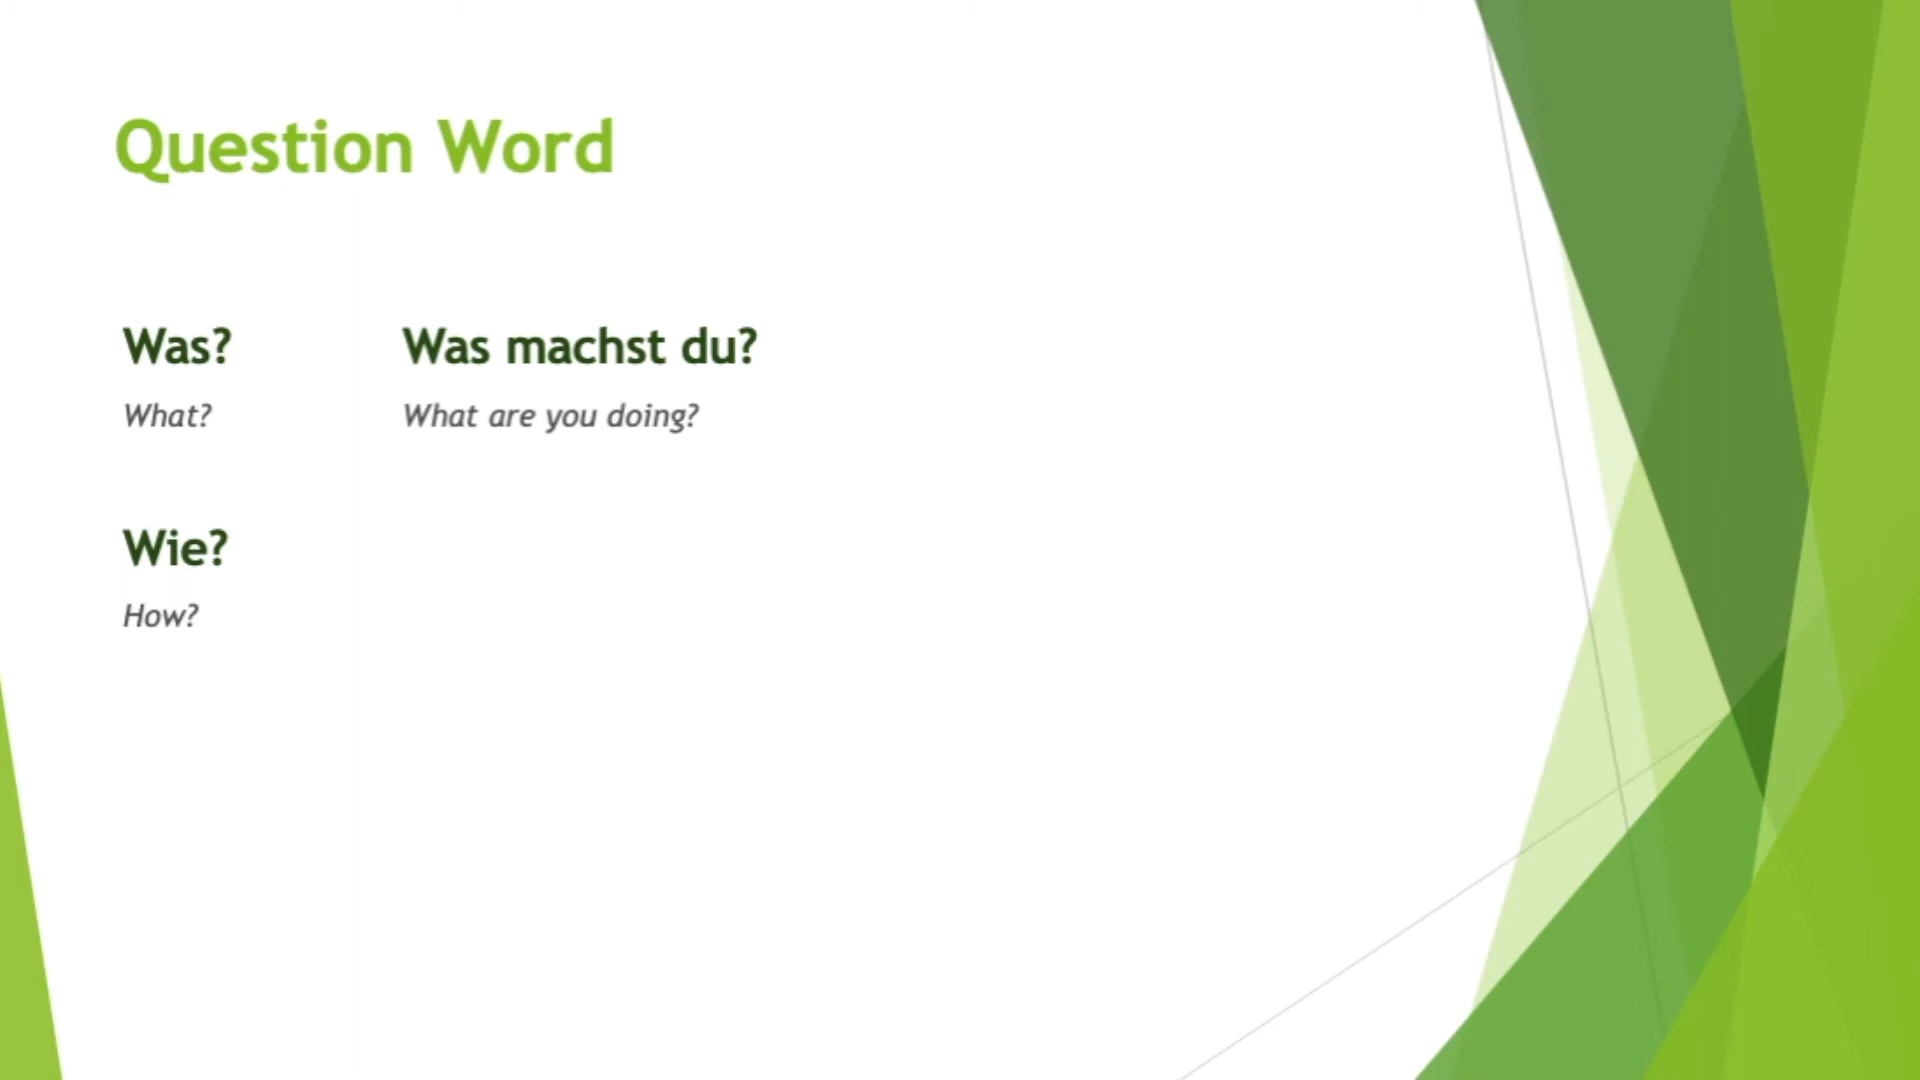 Question Word
Was?
Was machst du?
What?
What are you doing?
Wie?
How?